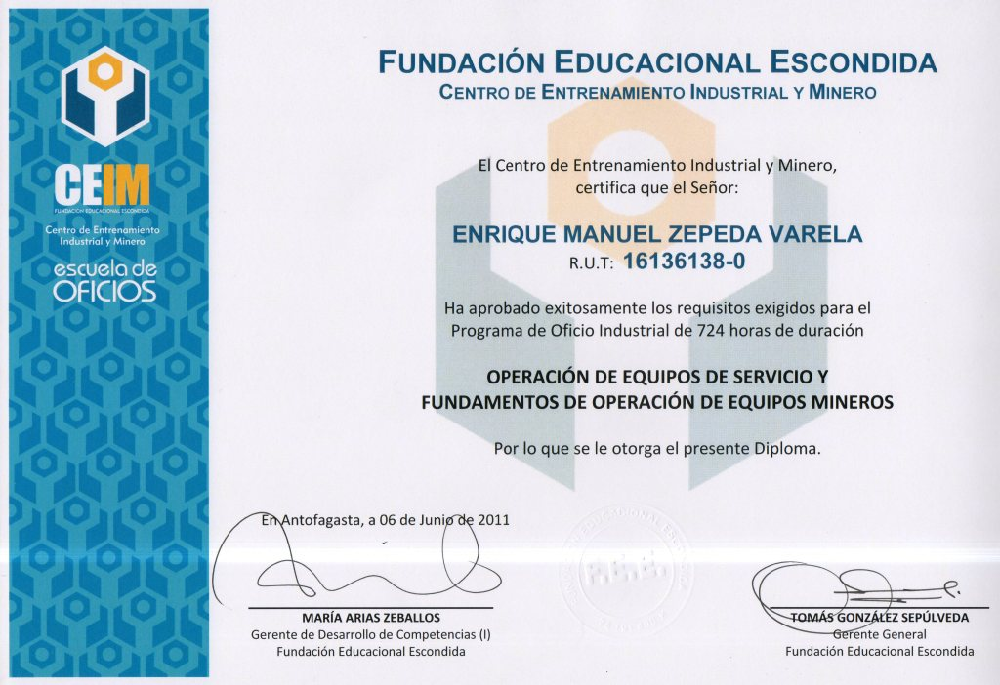 FUNDACIÓN EDUCACIONAL ESCONDIDA
CENTRO DE ENTRENAMIENTO INDUSTRIAL Y MINERO
CEIM
FUNDACIÓN EDUCACIONAL ESCONDIDA
Centro de Entrenamiento
Industrial y Minero
escuela de
OFICIOS
El Centro de Entrenamiento Industrial y Minero,
certifica que el Señor:
ENRIQUE MANUEL ZEPEDA VARELA
R.U.T: 16136138-0
Ha aprobado exitosamente los requisitos exigidos para el
Programa de Oficio Industrial de 724 horas de duración
OPERACIÓN DE EQUIPOS DE SERVICIO Y
FUNDAMENTOS DE OPERACIÓN DE EQUIPOS MINEROS
Por lo que se le otorga el presente Diploma.
En Antofagasta, a 06 de Junio de 2011
F.E.E.
MARÍA ARIAS ZEBALLOS
Gerente de Desarrollo de Competencias (I)
Fundación Educacional Escondida
TOMÁS GONZÁLEZ SEPÚLVEDA
Gerente General
Fundación Educacional Escondida